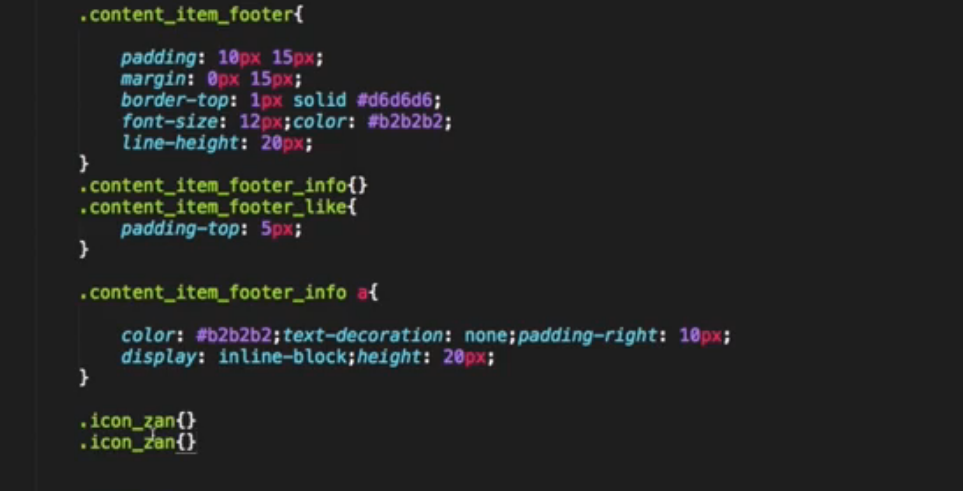 .content_item_footer{
padding: 10px 15px;
margin: 0px 15px;
border-top: 1px solid #d6d6d6;
font-size: 12px;color: #b2b2b2;
line-height: 20px;
}
.content_item_footer_info{}
.content_item_footer_like{
padding-top: 5px;
}
.content_item_footer_info a{
color: #b2b2b2;text-decoration: none;padding-right: 10px;
display: inline-block;height: 20px;
}
.icon_zan{}
.icon_zan{}